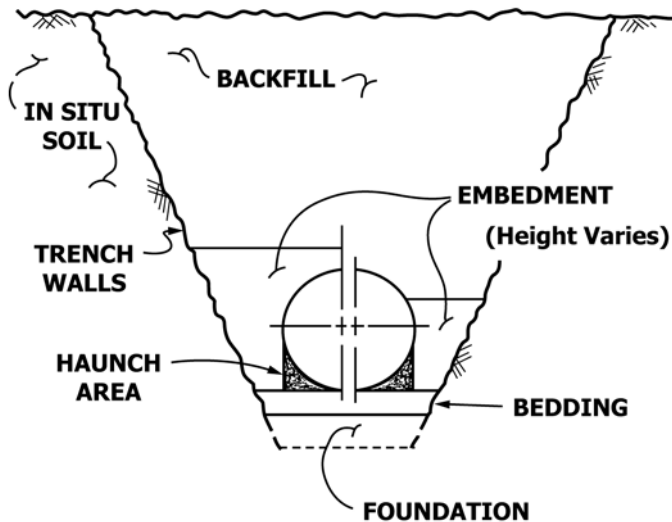 BACKFILL
IN SITU
SOIL
EMBEDMENT
(Height Varies)
TRENCH
WALLS
HAUNCH
AREA
BEDDING
FOUNDATION